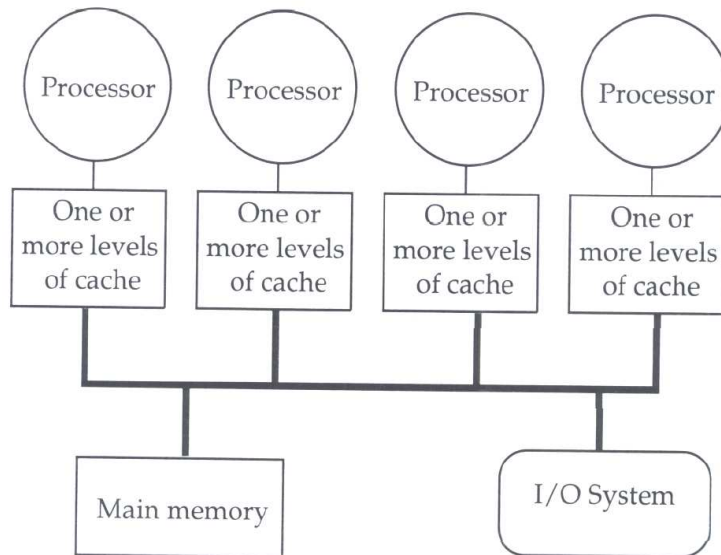 Processor
Processor
Processor
Processor
One or
more levels
of cache
One or
more levels
of cache
One or
more levels
of cache
One or
more levels
of cache
Main memory
I/O System